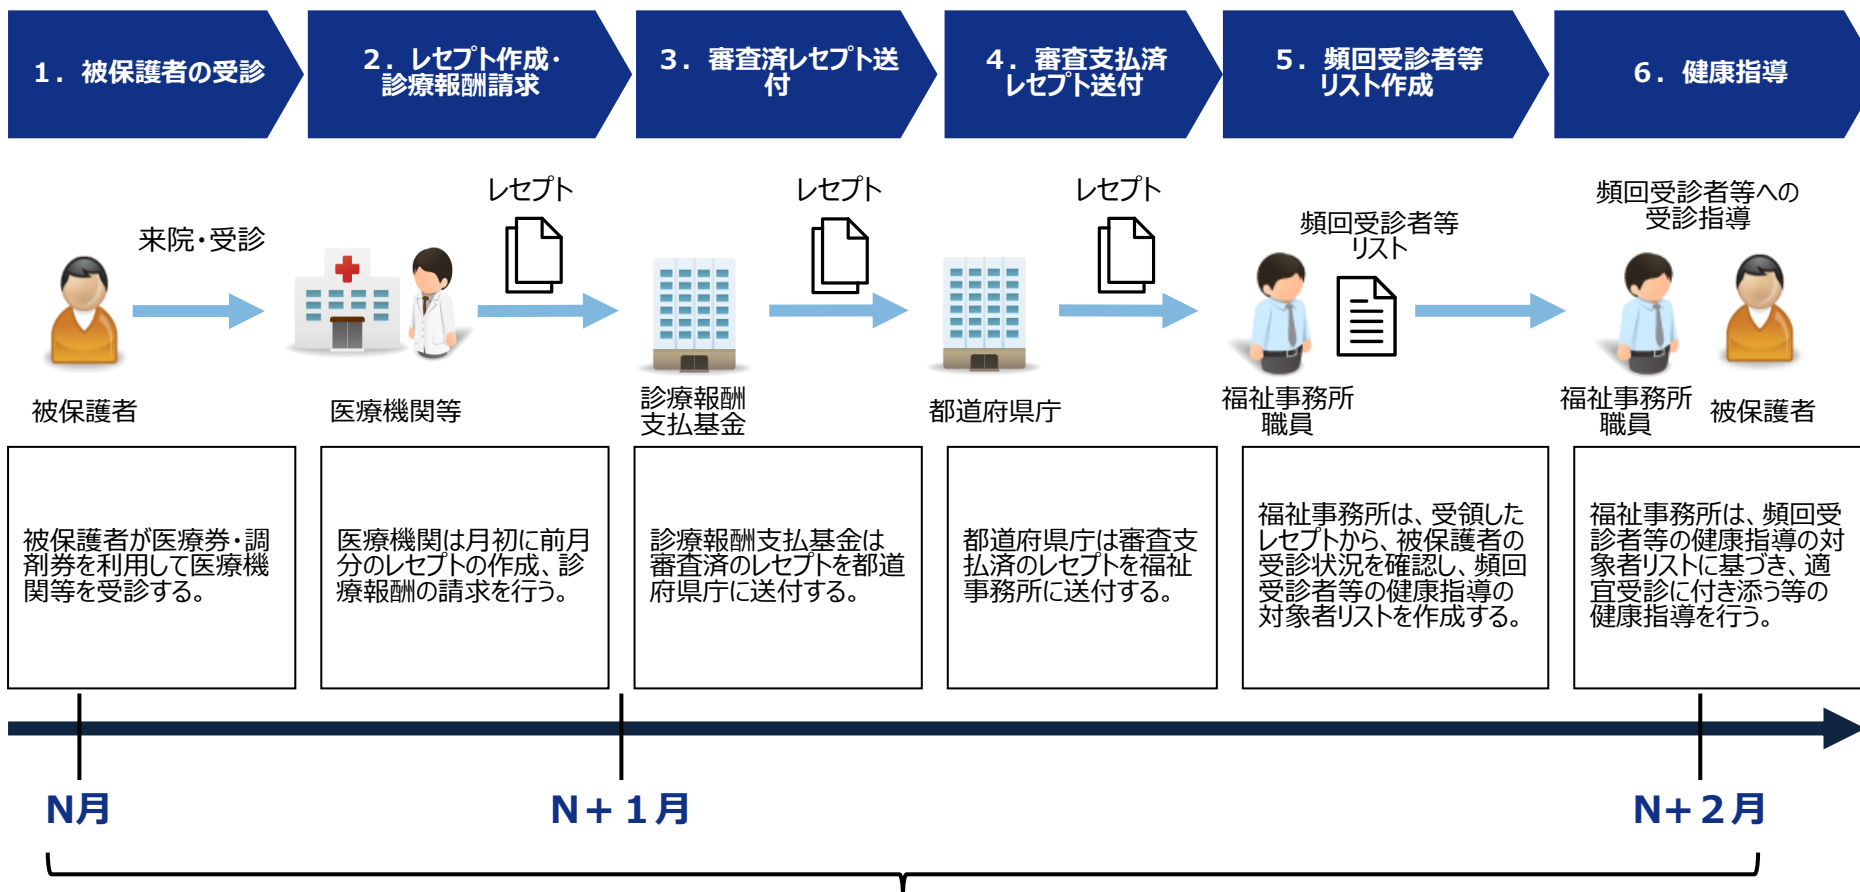 1．被保護者の受診
2．レセプト作成・
診療報酬請求
3．審査済レセプト送
付
4．審査支払済
レセプト送付
5．頻回受診者等
リスト作成
6．健康指導
来院・受診
レセプト
レセプト
レセプト
頻回受診者等
リスト
頻回受診者等への
受診指導
被保護者
医療機関等
診療報酬
支払基金
都道府県庁
福祉事務所
職員
福祉事務所
職員
被保護者
被保護者が医療券・調
剤券を利用して医療機
関等を受診する。
医療機関は月初に前月
分のレセプトの作成、診
療報酬の請求を行う。
診療報酬支払基金は
審査済のレセプトを都道
府県庁に送付する。
都道府県庁は審査支
払済のレセプトを福祉
事務所に送付する。
福祉事務所は、受領した
レセプトから、被保護者の
受診状況を確認し、頻回
受診者等の健康指導の
対象者リストを作成する。
福祉事務所は、頻回受
診者等の健康指導の対
象者リストに基づき、適
宜受診に付き添う等の
健康指導を行う。
N月
N＋１月
N＋２月